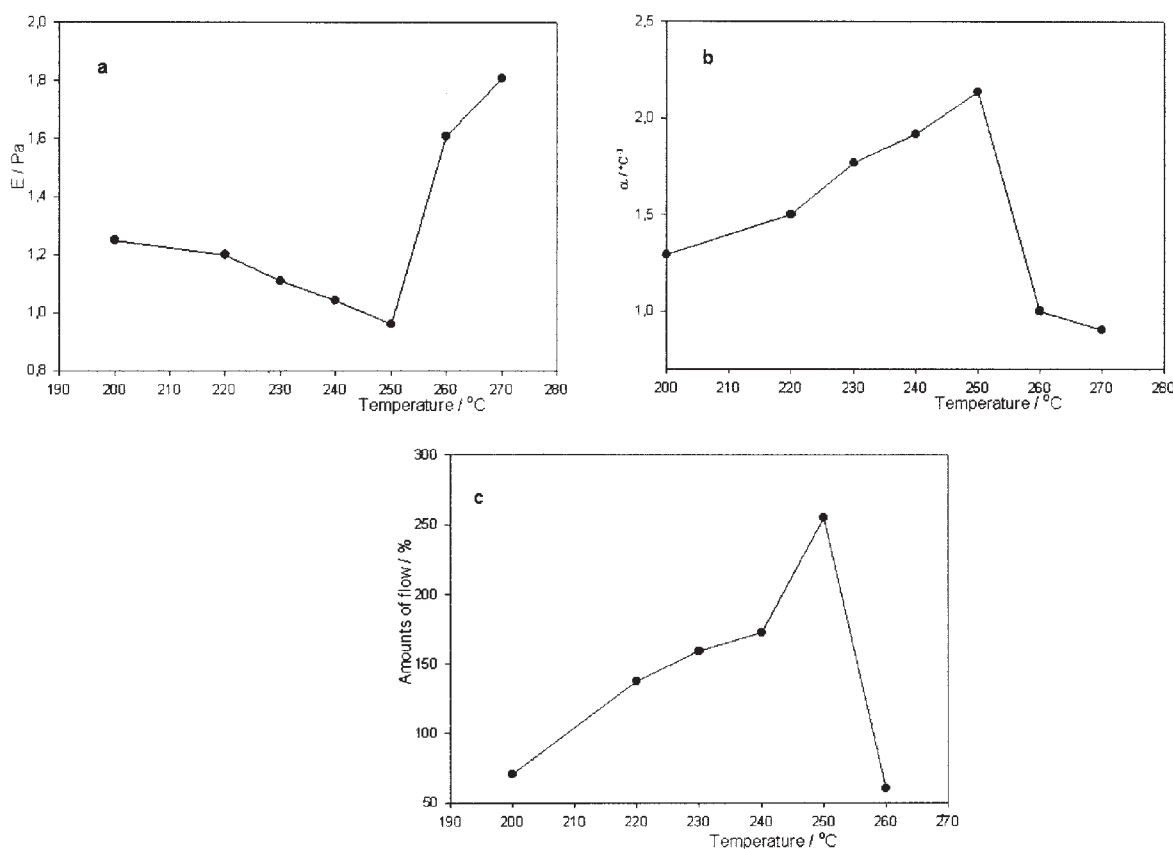 a
E / Pa
2,0
1,8
1,6
1,4
1,2
1,0
0,8
190 200 210 220 230 240 250 260 270 280
Temperature / °C
b
α / °C⁻¹
2,5
2,0
1,5
1,0
200 210 220 230 240 250 260 270 280
Temperature / °C
c
Amounts of flow / %
300
250
200
150
100
50
190 200 210 220 230 240 250 260 270
Temperature / °C